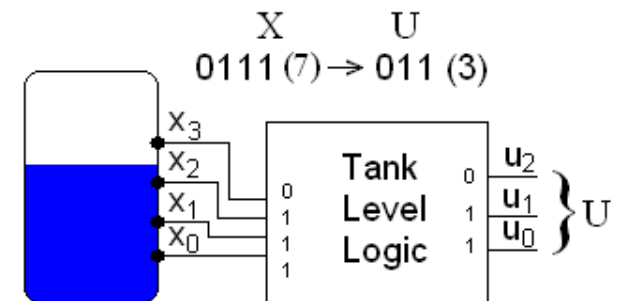 X U
0111 (7) → 011 (3)
x₃
x₂
x₁
x₀
0
1
1
1
Tank
Level
Logic
0
1
1
u₂
u₁
u₀
} U